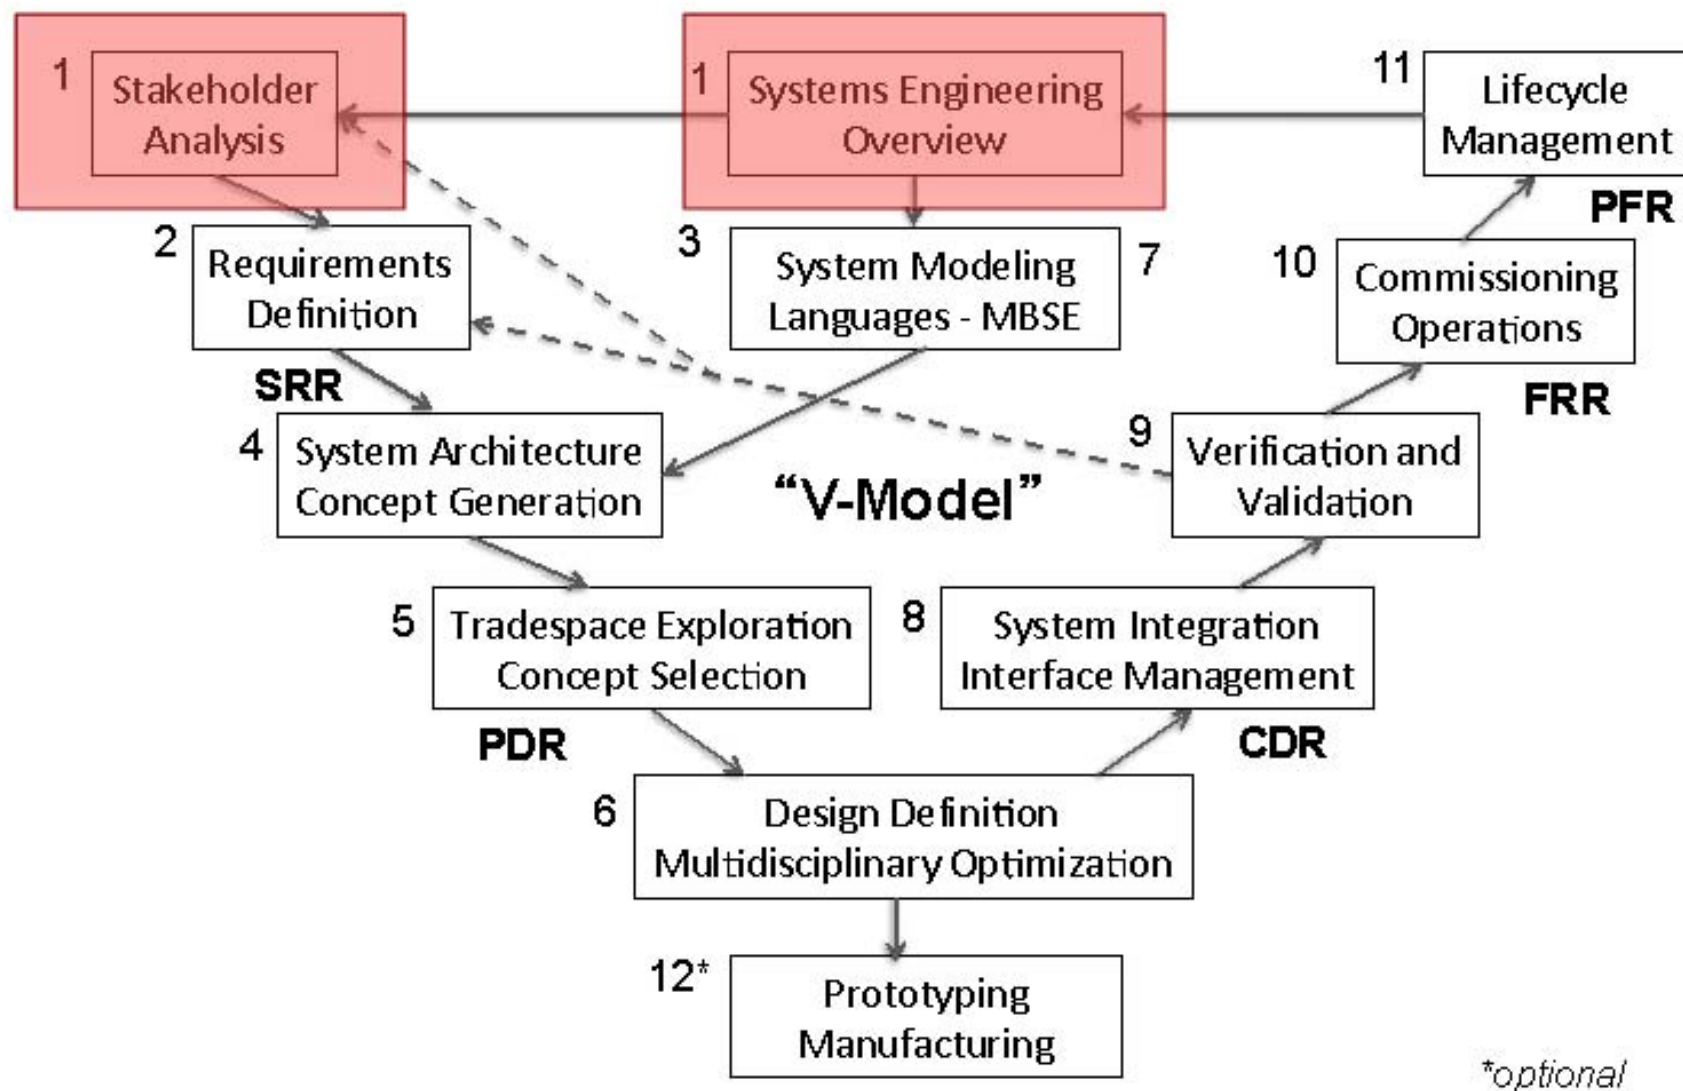 1
Stakeholder
Analysis
1
Systems Engineering
Overview
11
Lifecycle
Management
PFR
2
Requirements
Definition
SRR
3
System Modeling
Languages - MBSE
7
10
Commissioning
Operations
FRR
4
System Architecture
Concept Generation
“V-Model”
9
Verification and
Validation
5
Tradespace Exploration
Concept Selection
PDR
8
System Integration
Interface Management
CDR
6
Design Definition
Multidisciplinary Optimization
12*
Prototyping
Manufacturing
*optional